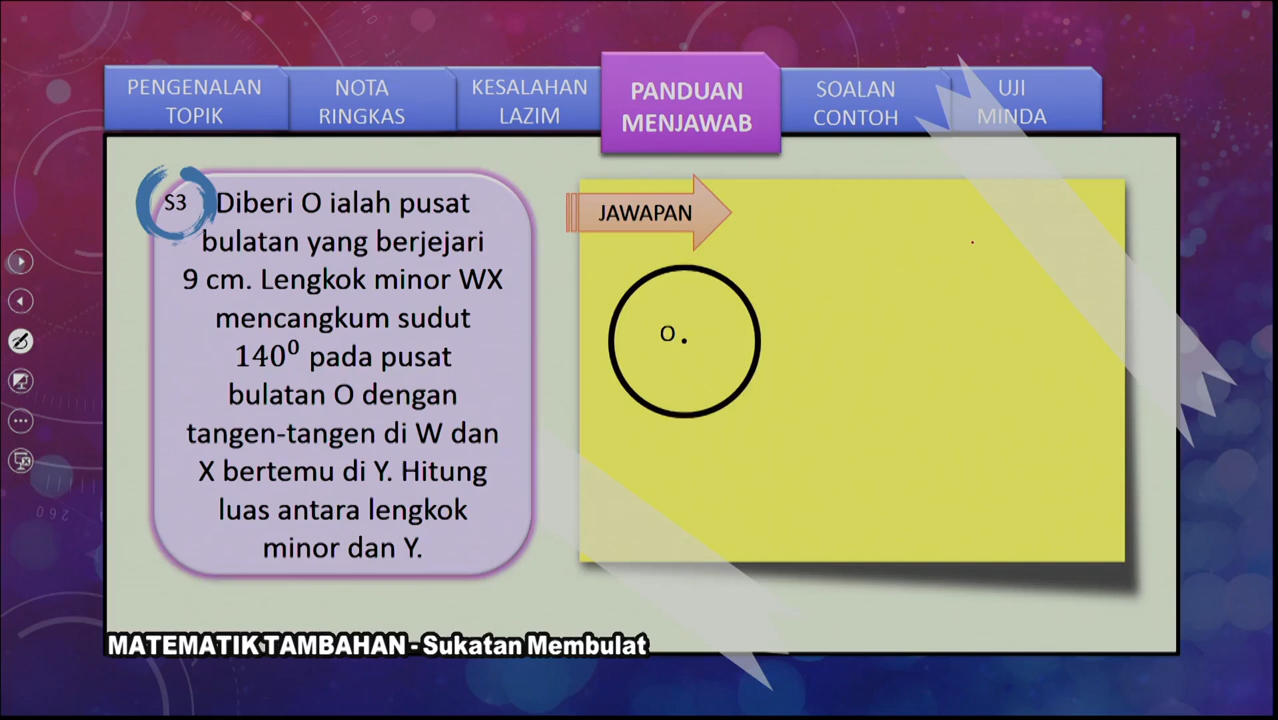 PENGENALAN
TOPIK
NOTA
RINGKAS
KESALAHAN
LAZIM
PANDUAN
MENJAWAB
SOALAN
CONTOH
UJI
MINDA
S3
Diberi O ialah pusat
bulatan yang berjejari
9 cm. Lengkok minor WX
mencangkum sudut
140⁰ pada pusat
bulatan O dengan
tangen-tangen di W dan
X bertemu di Y. Hitung
luas antara lengkok
minor dan Y.
JAWAPAN
O
260
MATEMATIK TAMBAHAN - Sukatan Membulat